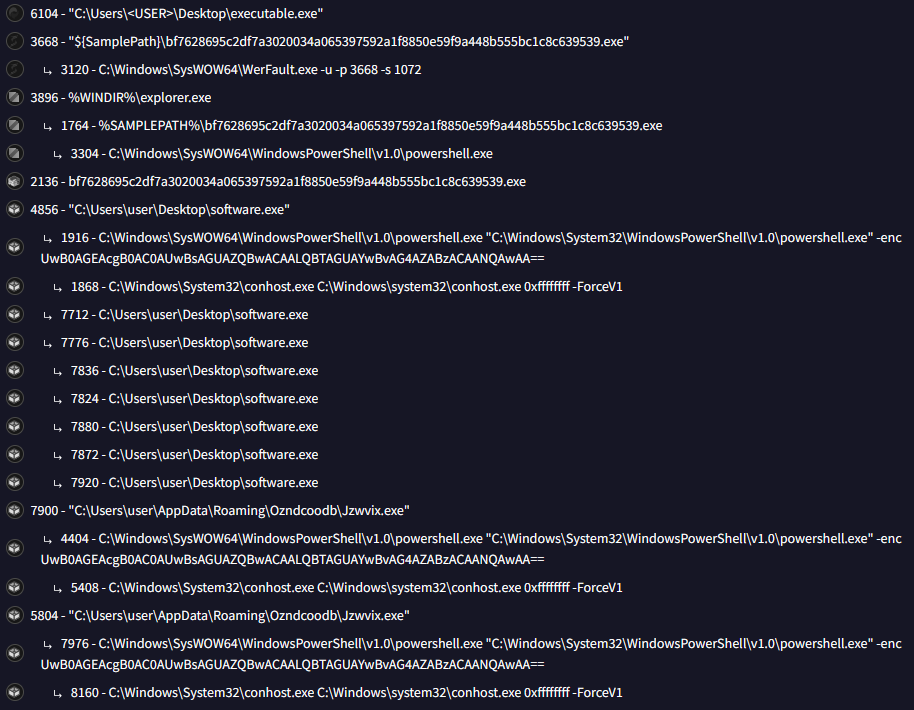 6104 - "C:\Users\<USER>\Desktop\executable.exe"
3668 - "${SamplePath}\bf7628695c2df7a3020034a065397592a1f8850e59f9a448b555bc1c8c639539.exe"
↳ 3120 - C:\Windows\SysWOW64\WerFault.exe -u -p 3668 -s 1072
3896 - %WINDIR%\explorer.exe
↳ 1764 - %SAMPLEPATH%\bf7628695c2df7a3020034a065397592a1f8850e59f9a448b555bc1c8c639539.exe
↳ 3304 - C:\Windows\SysWOW64\WindowsPowerShell\v1.0\powershell.exe
2136 - bf7628695c2df7a3020034a065397592a1f8850e59f9a448b555bc1c8c639539.exe
4856 - "C:\Users\user\Desktop\software.exe"
↳ 1916 - C:\Windows\SysWOW64\WindowsPowerShell\v1.0\powershell.exe "C:\Windows\System32\WindowsPowerShell\v1.0\powershell.exe" -enc
UwB0AGEAcgB0AC0AUwBsAGUAZQBwACAALQBTAGUAYwBvAG4AZABzACAANQAwAA==
↳ 1868 - C:\Windows\System32\conhost.exe C:\Windows\system32\conhost.exe 0xffffffff -ForceV1
↳ 7712 - C:\Users\user\Desktop\software.exe
↳ 7776 - C:\Users\user\Desktop\software.exe
↳ 7836 - C:\Users\user\Desktop\software.exe
↳ 7824 - C:\Users\user\Desktop\software.exe
↳ 7880 - C:\Users\user\Desktop\software.exe
↳ 7872 - C:\Users\user\Desktop\software.exe
↳ 7920 - C:\Users\user\Desktop\software.exe
7900 - "C:\Users\user\AppData\Roaming\Ozndcoodb\Jzwvix.exe"
↳ 4404 - C:\Windows\SysWOW64\WindowsPowerShell\v1.0\powershell.exe "C:\Windows\System32\WindowsPowerShell\v1.0\powershell.exe" -enc
UwB0AGEAcgB0AC0AUwBsAGUAZQBwACAALQBTAGUAYwBvAG4AZABzACAANQAwAA==
↳ 5408 - C:\Windows\System32\conhost.exe C:\Windows\system32\conhost.exe 0xffffffff -ForceV1
5804 - "C:\Users\user\AppData\Roaming\Ozndcoodb\Jzwvix.exe"
↳ 7976 - C:\Windows\SysWOW64\WindowsPowerShell\v1.0\powershell.exe "C:\Windows\System32\WindowsPowerShell\v1.0\powershell.exe" -enc
UwB0AGEAcgB0AC0AUwBsAGUAZQBwACAALQBTAGUAYwBvAG4AZABzACAANQAwAA==
↳ 8160 - C:\Windows\System32\conhost.exe C:\Windows\system32\conhost.exe 0xffffffff -ForceV1